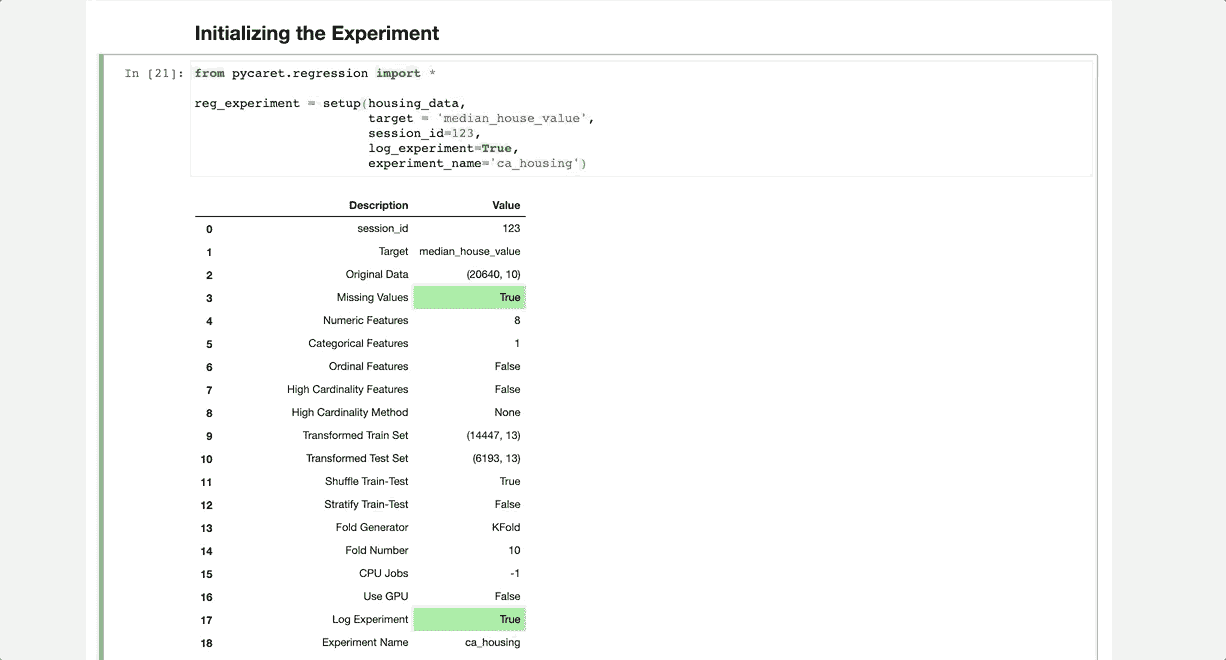 Initializing the Experiment
In [21]: from pycaret.regression import *
reg_experiment = setup(housing_data,
target = 'median_house_value',
session_id=123,
log_experiment=True,
experiment_name='ca_housing')
Description Value
0 session_id 123
1 Target median_house_value
2 Original Data (20640, 10)
3 Missing Values True
4 Numeric Features 8
5 Categorical Features 1
6 Ordinal Features False
7 High Cardinality Features False
8 High Cardinality Method None
9 Transformed Train Set (14447, 13)
10 Transformed Test Set (6193, 13)
11 Shuffle Train-Test True
12 Stratify Train-Test False
13 Fold Generator KFold
14 Fold Number 10
15 CPU Jobs -1
16 Use GPU False
17 Log Experiment True
18 Experiment Name ca_housing